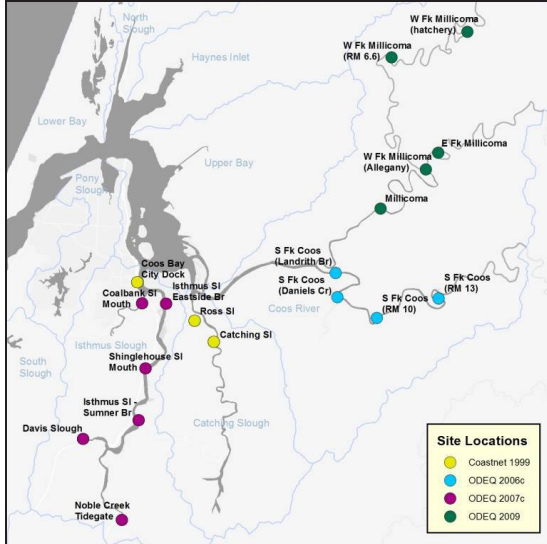 North
Slough
W Fk Millicoma
(hatchery)
W Fk Millicoma
(RM 6.6)
Haynes Inlet
Lower Bay
E Fk Millicoma
W Fk Millicoma
(Allegany)
Upper Bay
Pony
Slough
Millicoma
S Fk Coos
(Landrith Br)
Coos Bay
City Dock
S Fk Coos
(Daniels Cr)
S Fk Coos
(RM 13)
Isthmus Sl
Eastside Br
Coalbank Sl
Mouth
S Fk Coos
(RM 10)
Coos River
Ross Sl
Catching Sl
Isthmus Slough
Shinglehouse Sl
Mouth
South
Slough
Isthmus Sl -
Sumner Br
Catching Slough
Davis Slough
Noble Creek
Tidegate
Site Locations
Coastnet 1999
ODEQ 2006c
ODEQ 2007c
ODEQ 2009